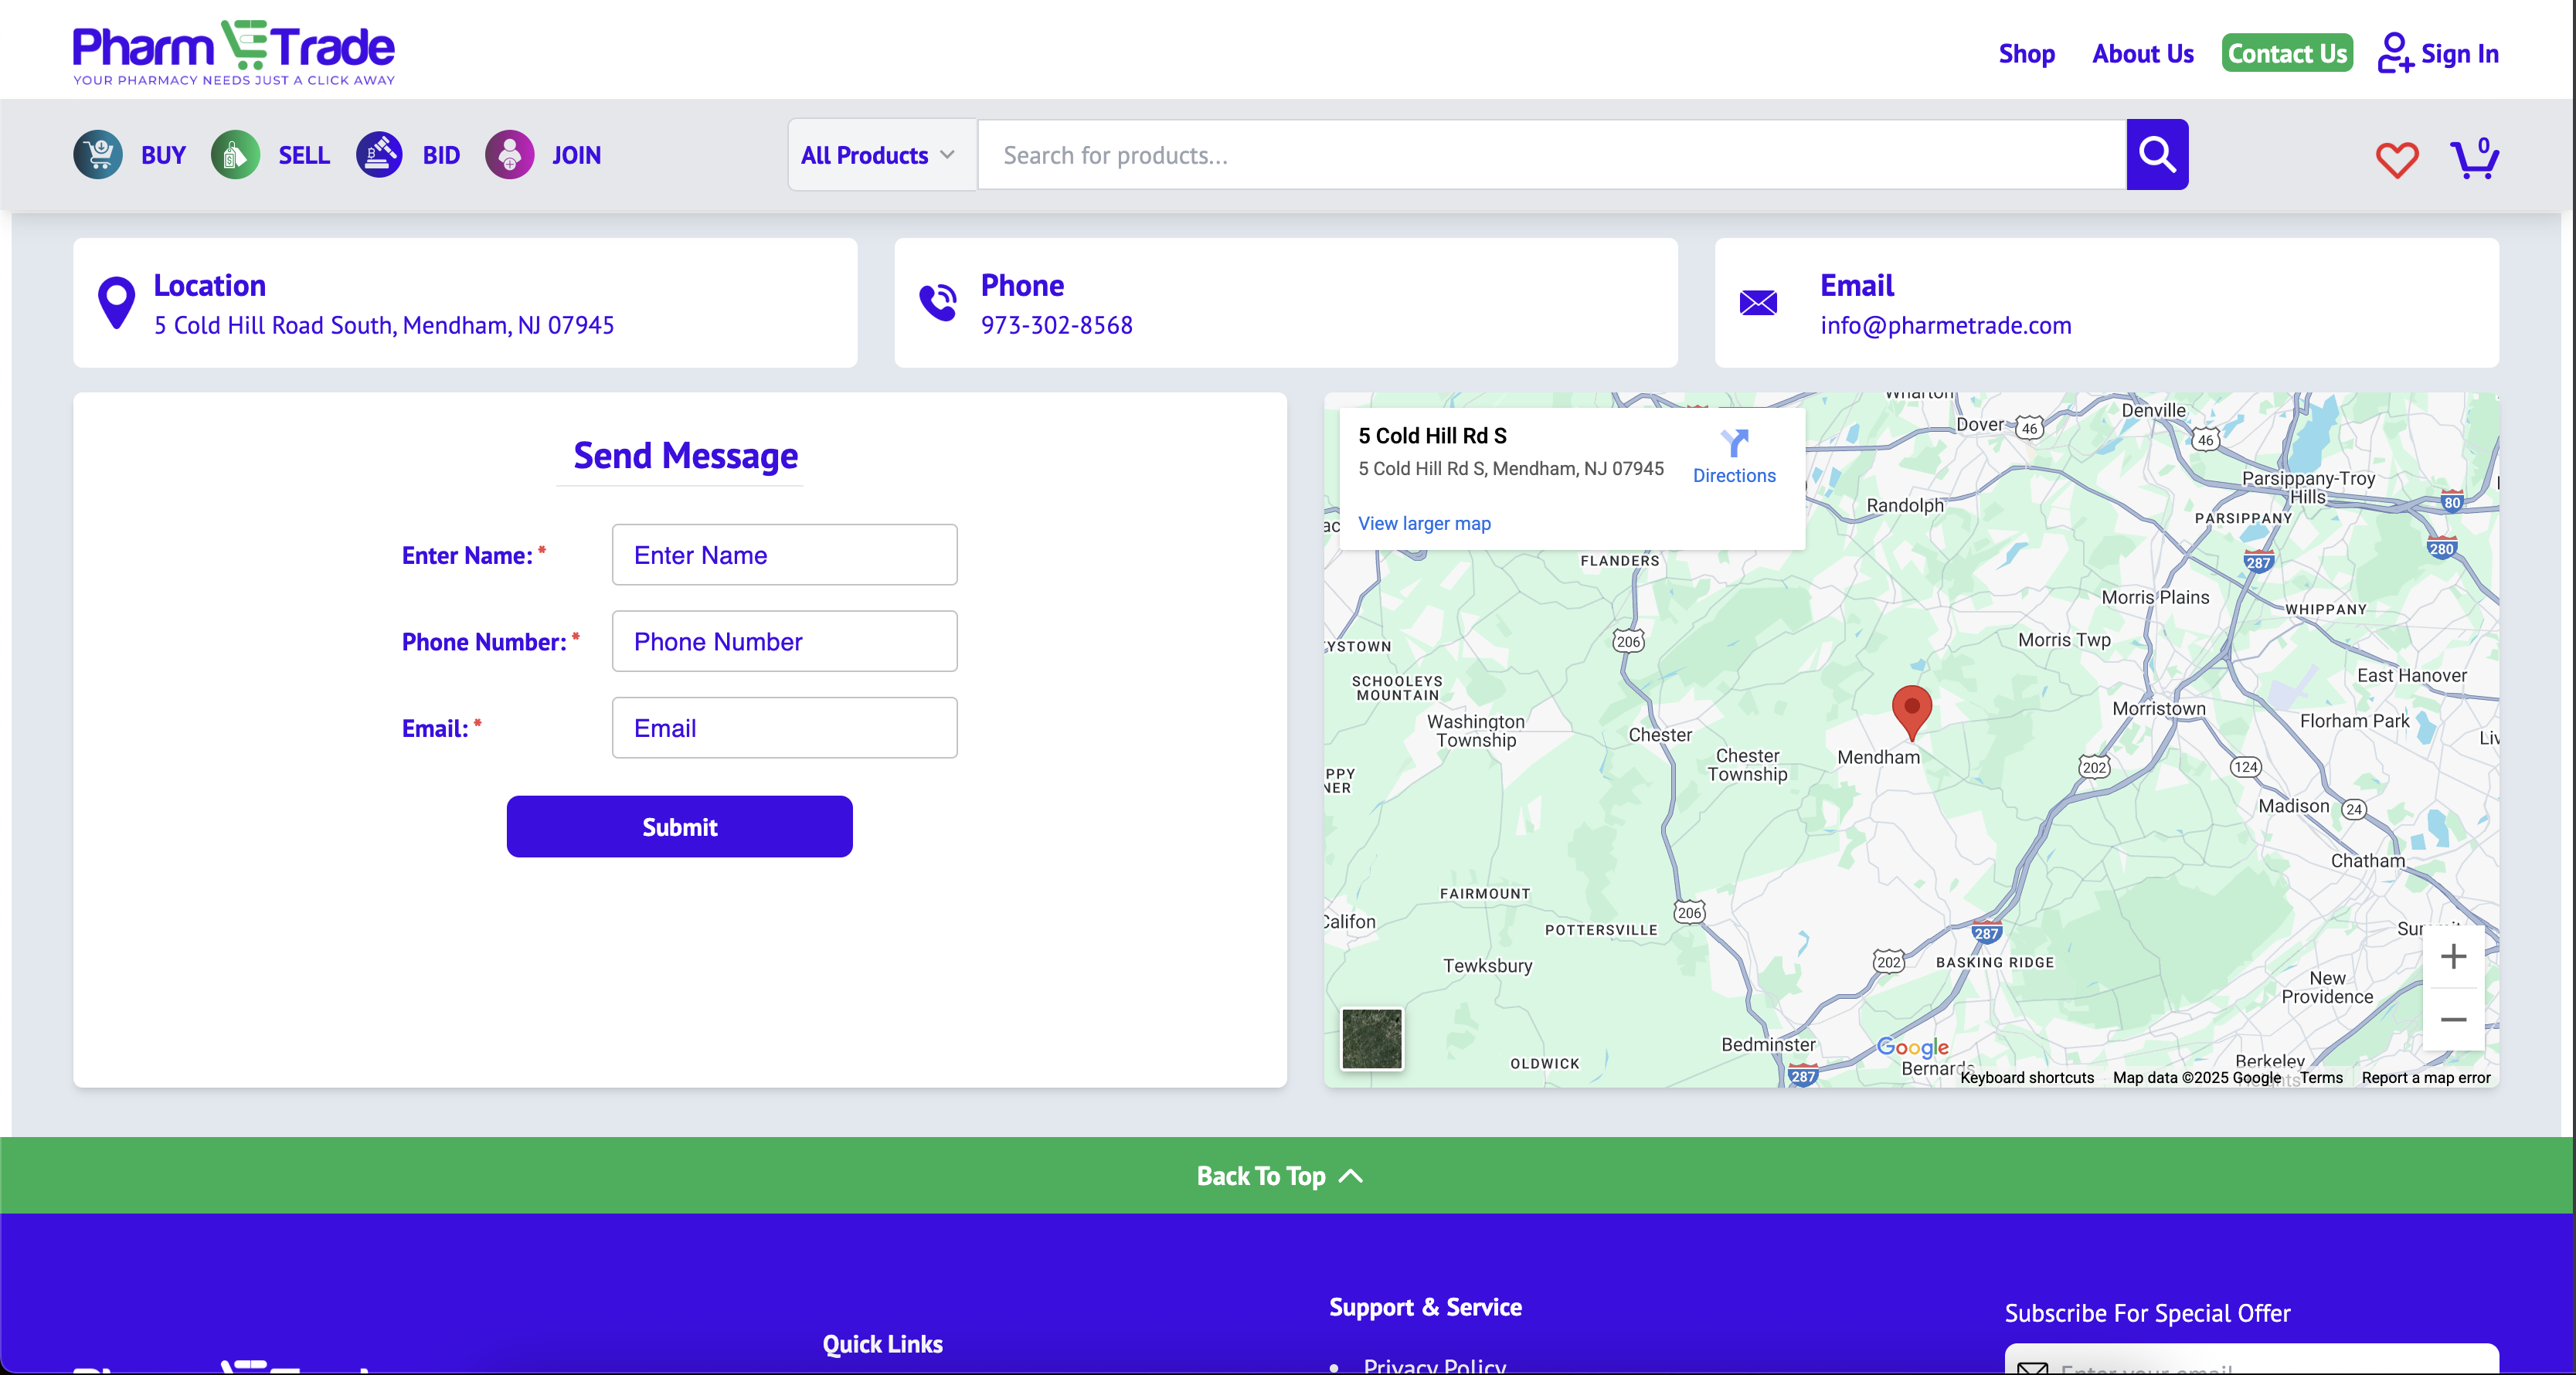 Pharm Trade
YOUR PHARMACY NEEDS JUST A CLICK AWAY
Shop
About Us
Contact Us
Sign In
BUY
SELL
BID
JOIN
All Products
Search for products...
0
Location
5 Cold Hill Road South, Mendham, NJ 07945
Phone
973-302-8568
Email
info@pharmetrade.com
Send Message
Enter Name: *
Enter Name
Phone Number: *
Phone Number
Email: *
Email
Submit
5 Cold Hill Rd S
5 Cold Hill Rd S, Mendham, NJ 07945
Directions
View larger map
Wharton
Denville
Dover
46
46
Parsippany-Troy
Hills
80
Randolph
PARSIPPANY
280
287
FLANDERS
Morris Plains
WHIPPANY
206
Morris Twp
YSTOWN
East Hanover
SCHOOLEYS
MOUNTAIN
Washington
Township
Morristown
Florham Park
Chester
Chester
Township
Mendham
202
124
Madison
24
Chatham
FAIRMOUNT
206
Califon
POTTERSVILLE
287
202
BASKING RIDGE
Tewksbury
New
Providence
Bedminster
Google
OLDWICK
287
Berkeley
Keyboard shortcuts
Map data ©2025 Google
Terms
Report a map error
Back To Top
Support & Service
Subscribe For Special Offer
Quick Links
Privacy Policy
Enter your email